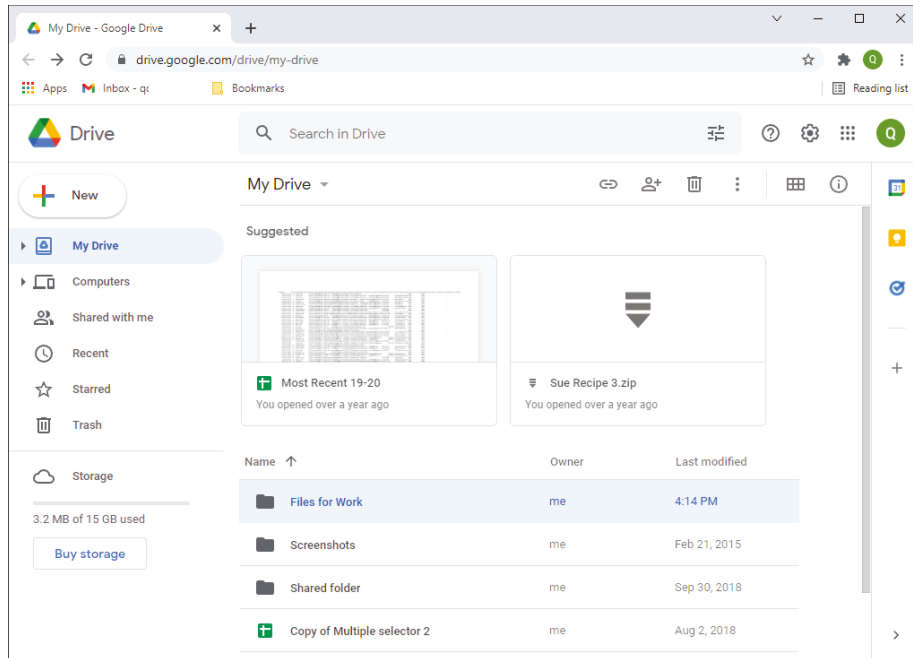 My Drive - Google Drive
drive.google.com/drive/my-drive
Q
Apps
Inbox - qc
Bookmarks
Reading list
Drive
Search in Drive
Q
New
My Drive
31
Suggested
My Drive
Computers
Shared with me
Recent
Starred
Trash
Storage
3.2 MB of 15 GB used
Buy storage
Most Recent 19-20
You opened over a year ago
Sue Recipe 3.zip
You opened over a year ago
Name
Owner
Last modified
Files for Work
me
4:14 PM
Screenshots
me
Feb 21, 2015
Shared folder
me
Sep 30, 2018
Copy of Multiple selector 2
me
Aug 2, 2018